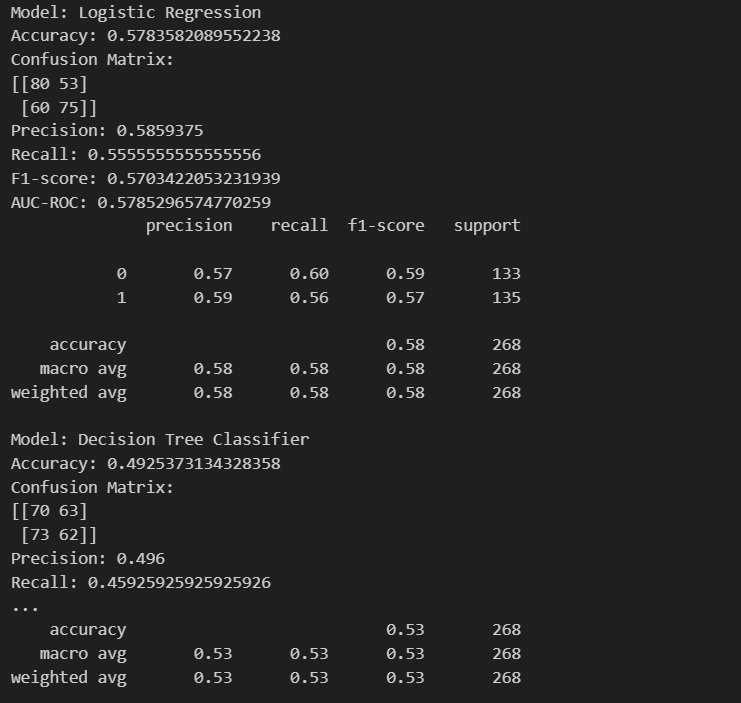 Model: Logistic Regression
Accuracy: 0.5783582089552238
Confusion Matrix:
[[80 53]
 [60 75]]
Precision: 0.5859375
Recall: 0.5555555555555556
F1-score: 0.5703422053231939
AUC-ROC: 0.5785296574770259
              precision    recall  f1-score   support

           0       0.57      0.60      0.59       133
           1       0.59      0.56      0.57       135

    accuracy                           0.58       268
   macro avg       0.58      0.58      0.58       268
weighted avg       0.58      0.58      0.58       268

Model: Decision Tree Classifier
Accuracy: 0.4925373134328358
Confusion Matrix:
[[70 63]
 [73 62]]
Precision: 0.496
Recall: 0.45925925925925926
...
    accuracy                           0.53       268
   macro avg       0.53      0.53      0.53       268
weighted avg       0.53      0.53      0.53       268